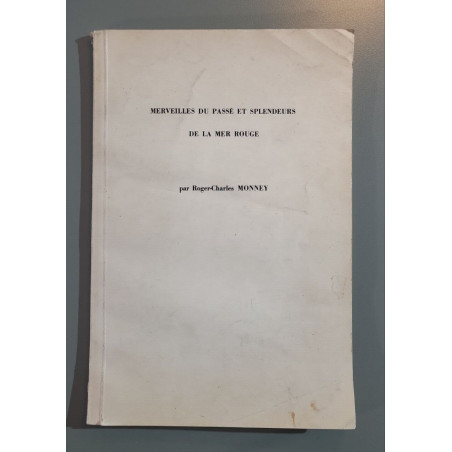 MERVEILLES DU PASSÉ ET SPLENDEURS
DE LA MER ROUGE
par Roger-Charles MONNEY